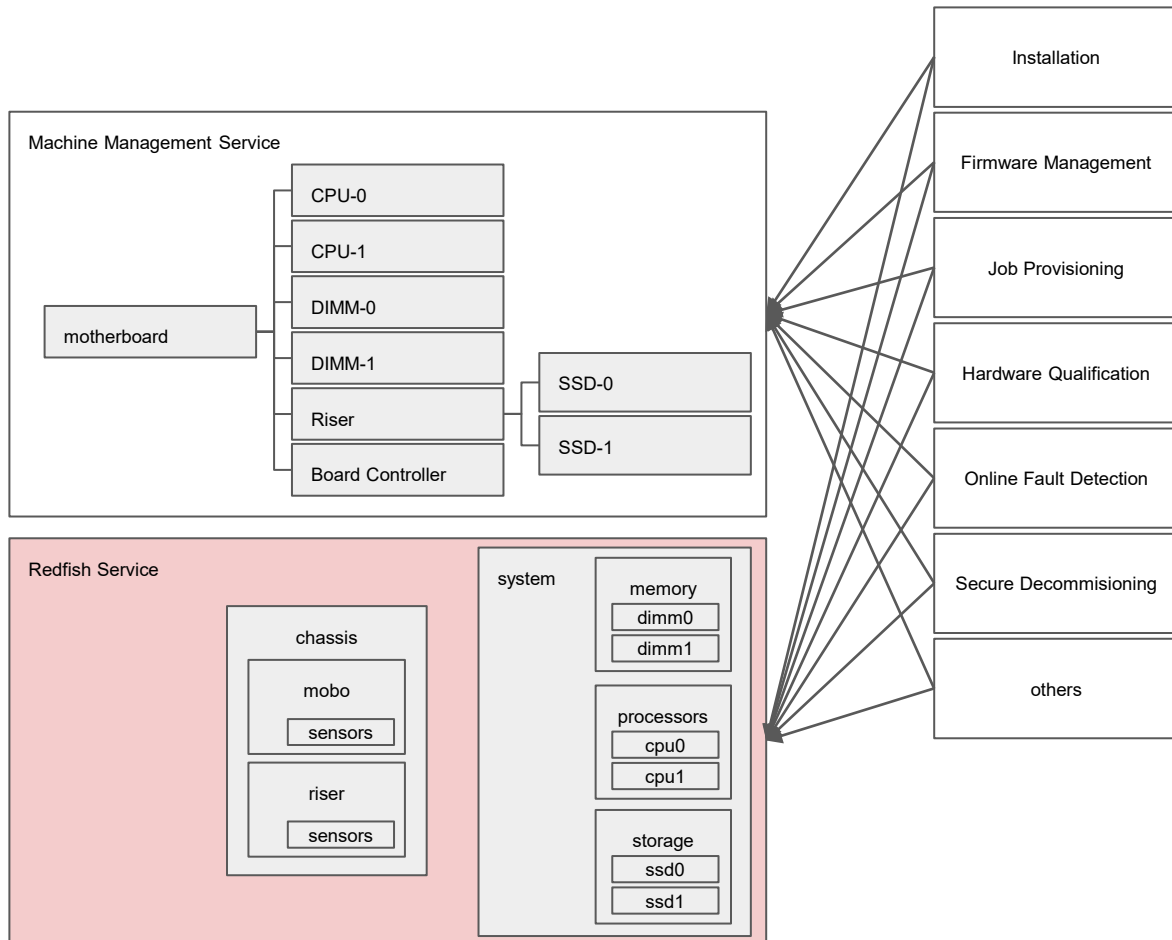 Machine Management Service
motherboard
CPU-0
CPU-1
DIMM-0
DIMM-1
Riser
Board Controller
SSD-0
SSD-1
Redfish Service
chassis
mobo
sensors
riser
sensors
system
memory
dimm0
dimm1
processors
cpu0
cpu1
storage
ssd0
ssd1
Installation
Firmware Management
Job Provisioning
Hardware Qualification
Online Fault Detection
Secure Decommisioning
others